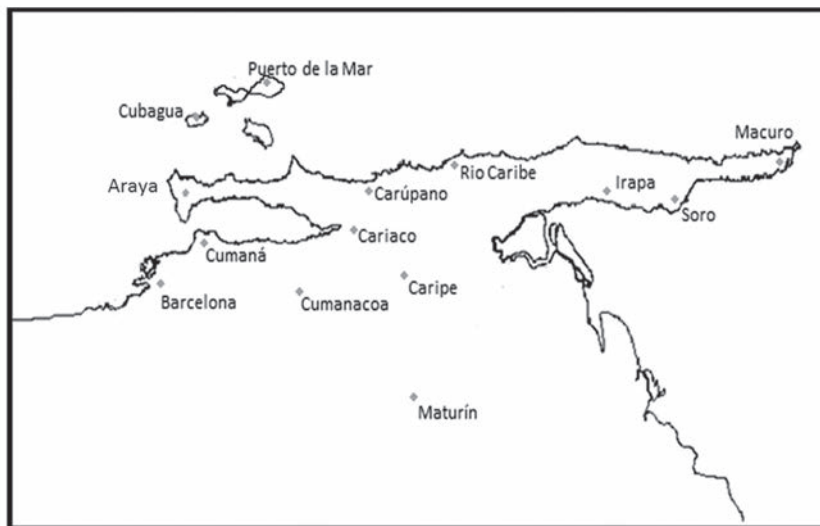 Puerto de la Mar
Cubagua
Macuro
Araya
Rio Caribe
Irapa
Carúpano
Soro
Cariaco
Cumaná
Caripe
Barcelona
Cumanacoa
Maturín